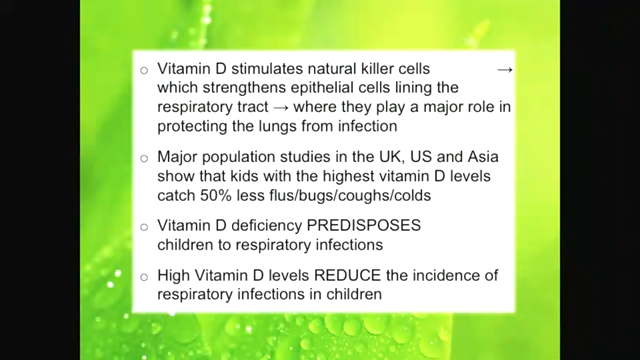 ○ Vitamin D stimulates natural killer cells →
which strengthens epithelial cells lining the
respiratory tract → where they play a major role in
protecting the lungs from infection
○ Major population studies in the UK, US and Asia
show that kids with the highest vitamin D levels
catch 50% less flus/bugs/coughs/colds
○ Vitamin D deficiency PREDISPOSES
children to respiratory infections
○ High Vitamin D levels REDUCE the incidence of
respiratory infections in children